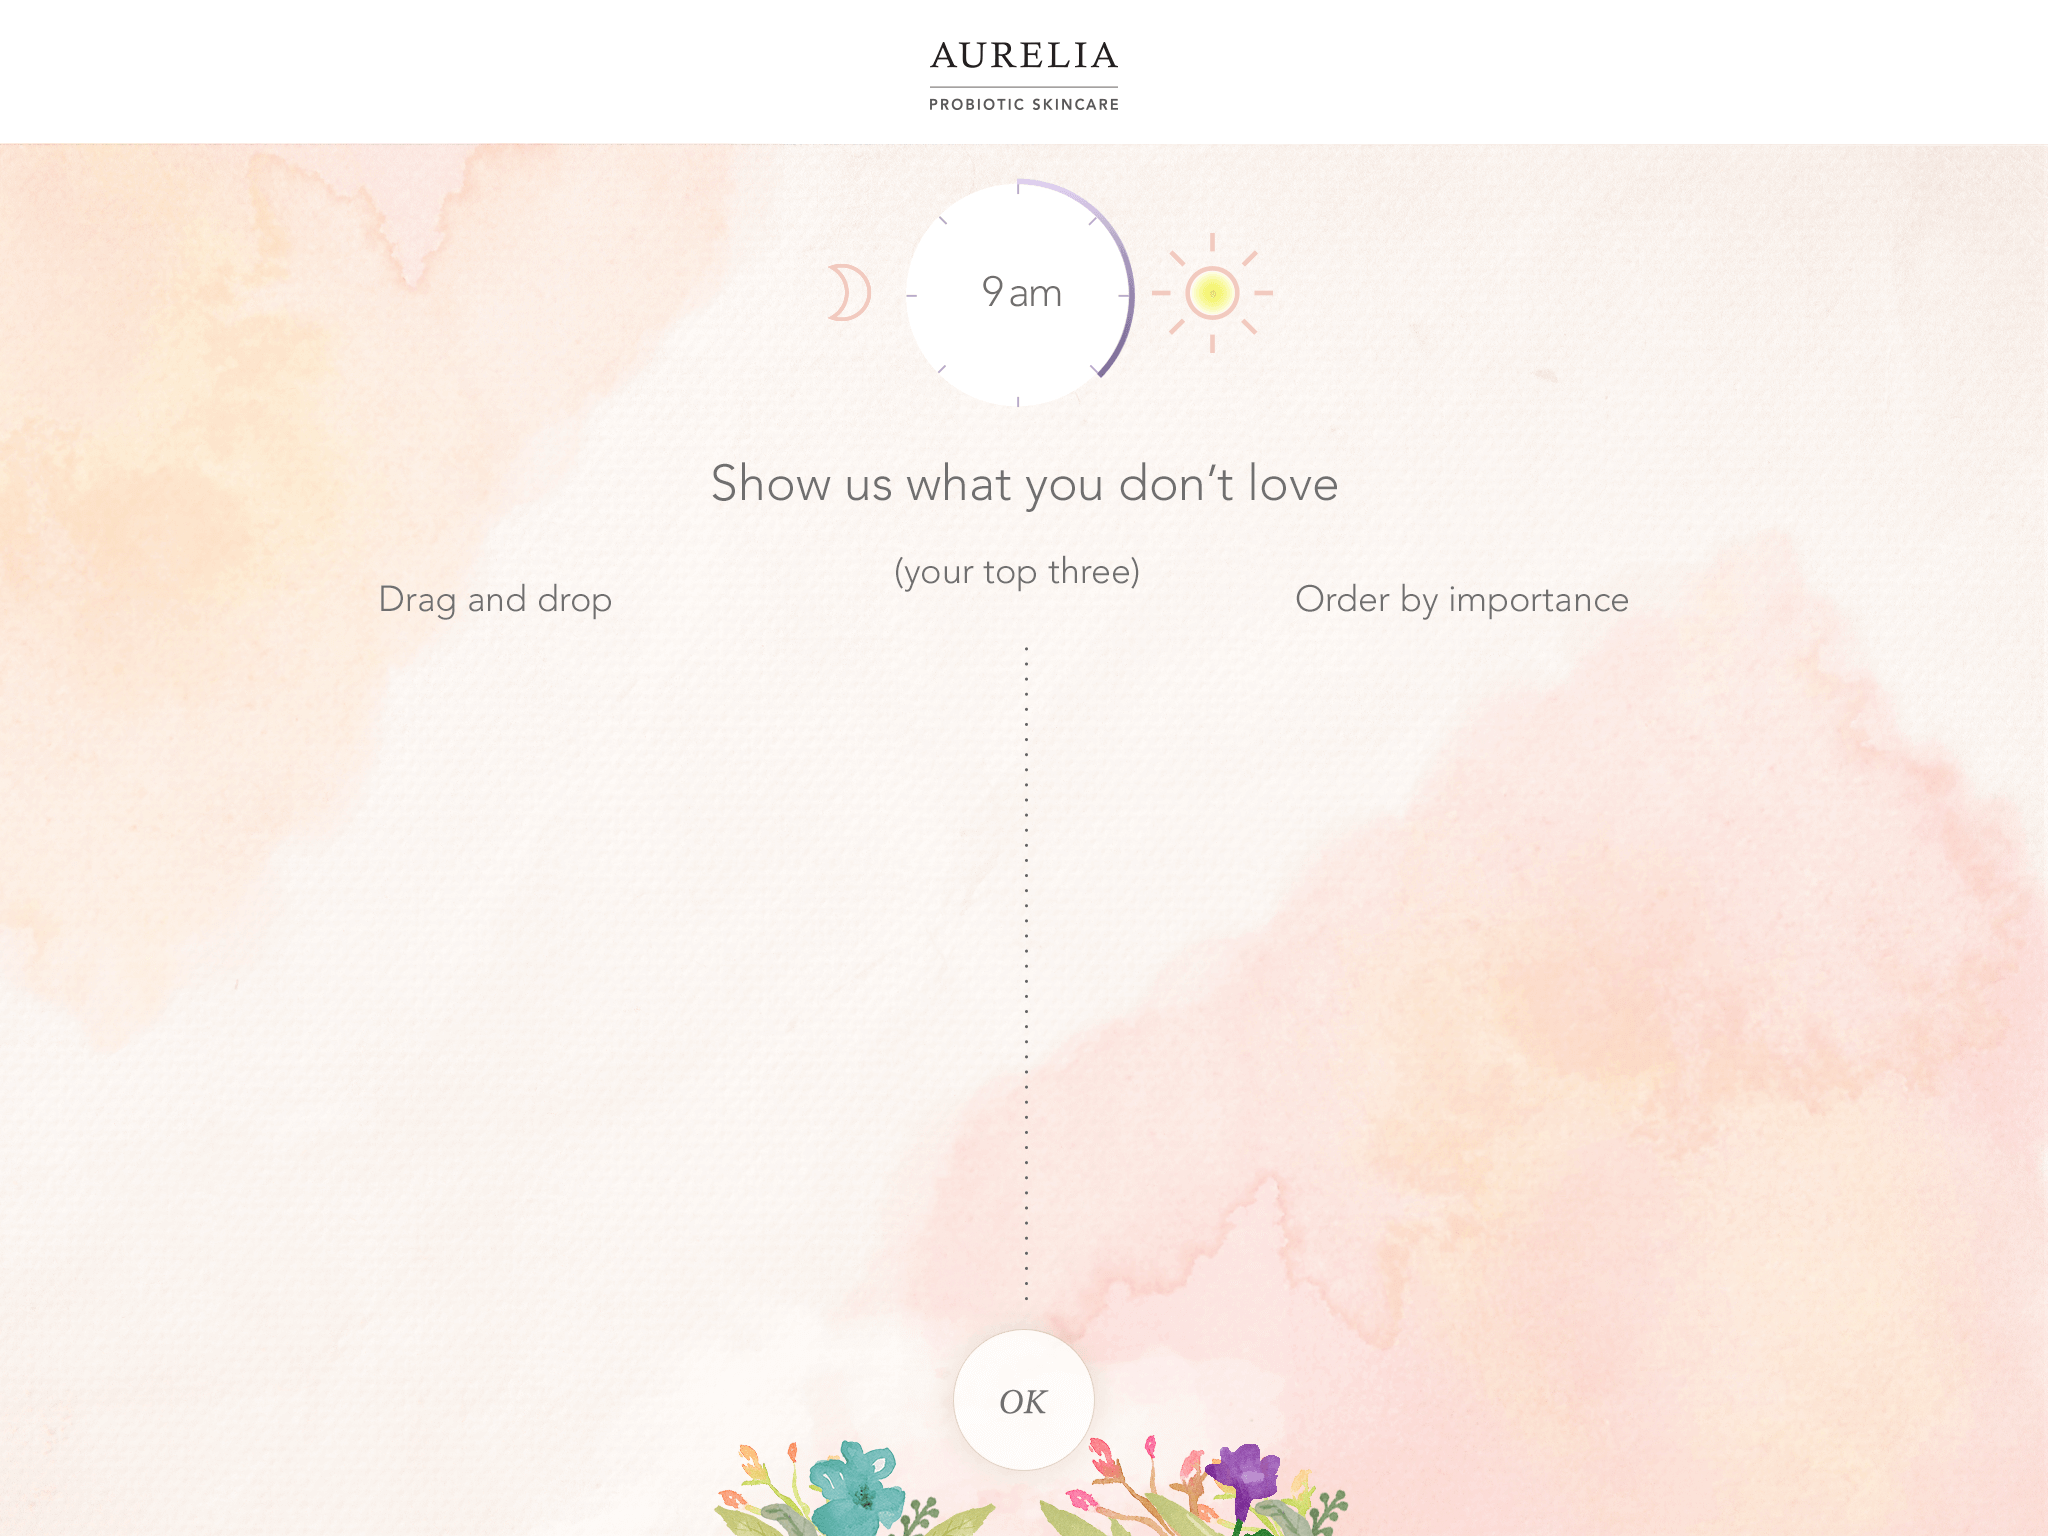 AURELIA
PROBIOTIC SKINCARE
9 am
Show us what you don’t love
(your top three)
Drag and drop
Order by importance
OK